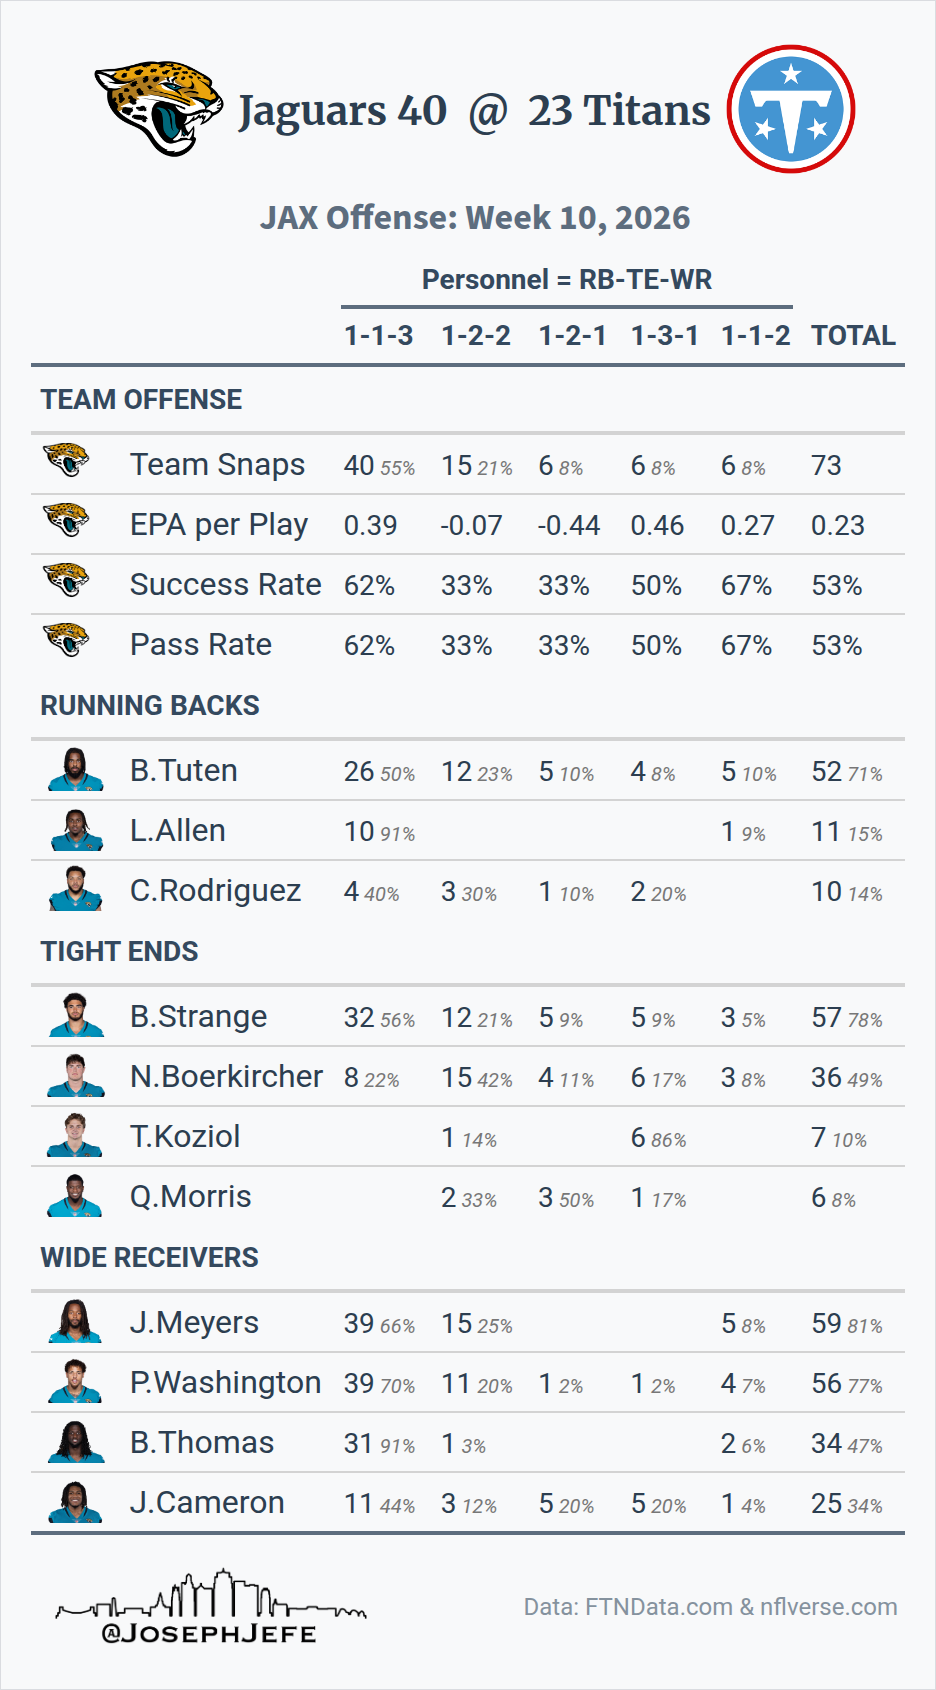 Jaguars 40 @ 23 Titans
JAX Offense: Week 10, 2026
Personnel = RB-TE-WR
1-1-3 1-2-2 1-2-1 1-3-1 1-1-2 TOTAL
TEAM OFFENSE
Team Snaps 40 55% 15 21% 6 8% 6 8% 6 8% 73
EPA per Play 0.39 -0.07 -0.44 0.46 0.27 0.23
Success Rate 62% 33% 33% 50% 67% 53%
Pass Rate 62% 33% 33% 50% 67% 53%
RUNNING BACKS
B.Tuten 26 50% 12 23% 5 10% 4 8% 5 10% 52 71%
L.Allen 10 91% 1 9% 11 15%
C.Rodriguez 4 40% 3 30% 1 10% 2 20% 10 14%
TIGHT ENDS
B.Strange 32 56% 12 21% 5 9% 5 9% 3 5% 57 78%
N.Boerkircher 8 22% 15 42% 4 11% 6 17% 3 8% 36 49%
T.Koziol 1 14% 6 86% 7 10%
Q.Morris 2 33% 3 50% 1 17% 6 8%
WIDE RECEIVERS
J.Meyers 39 66% 15 25% 5 8% 59 81%
P.Washington 39 70% 11 20% 1 2% 1 2% 4 7% 56 77%
B.Thomas 31 91% 1 3% 2 6% 34 47%
J.Cameron 11 44% 3 12% 5 20% 5 20% 1 4% 25 34%
@JOSEPHJEFE
Data: FTNData.com & nflverse.com